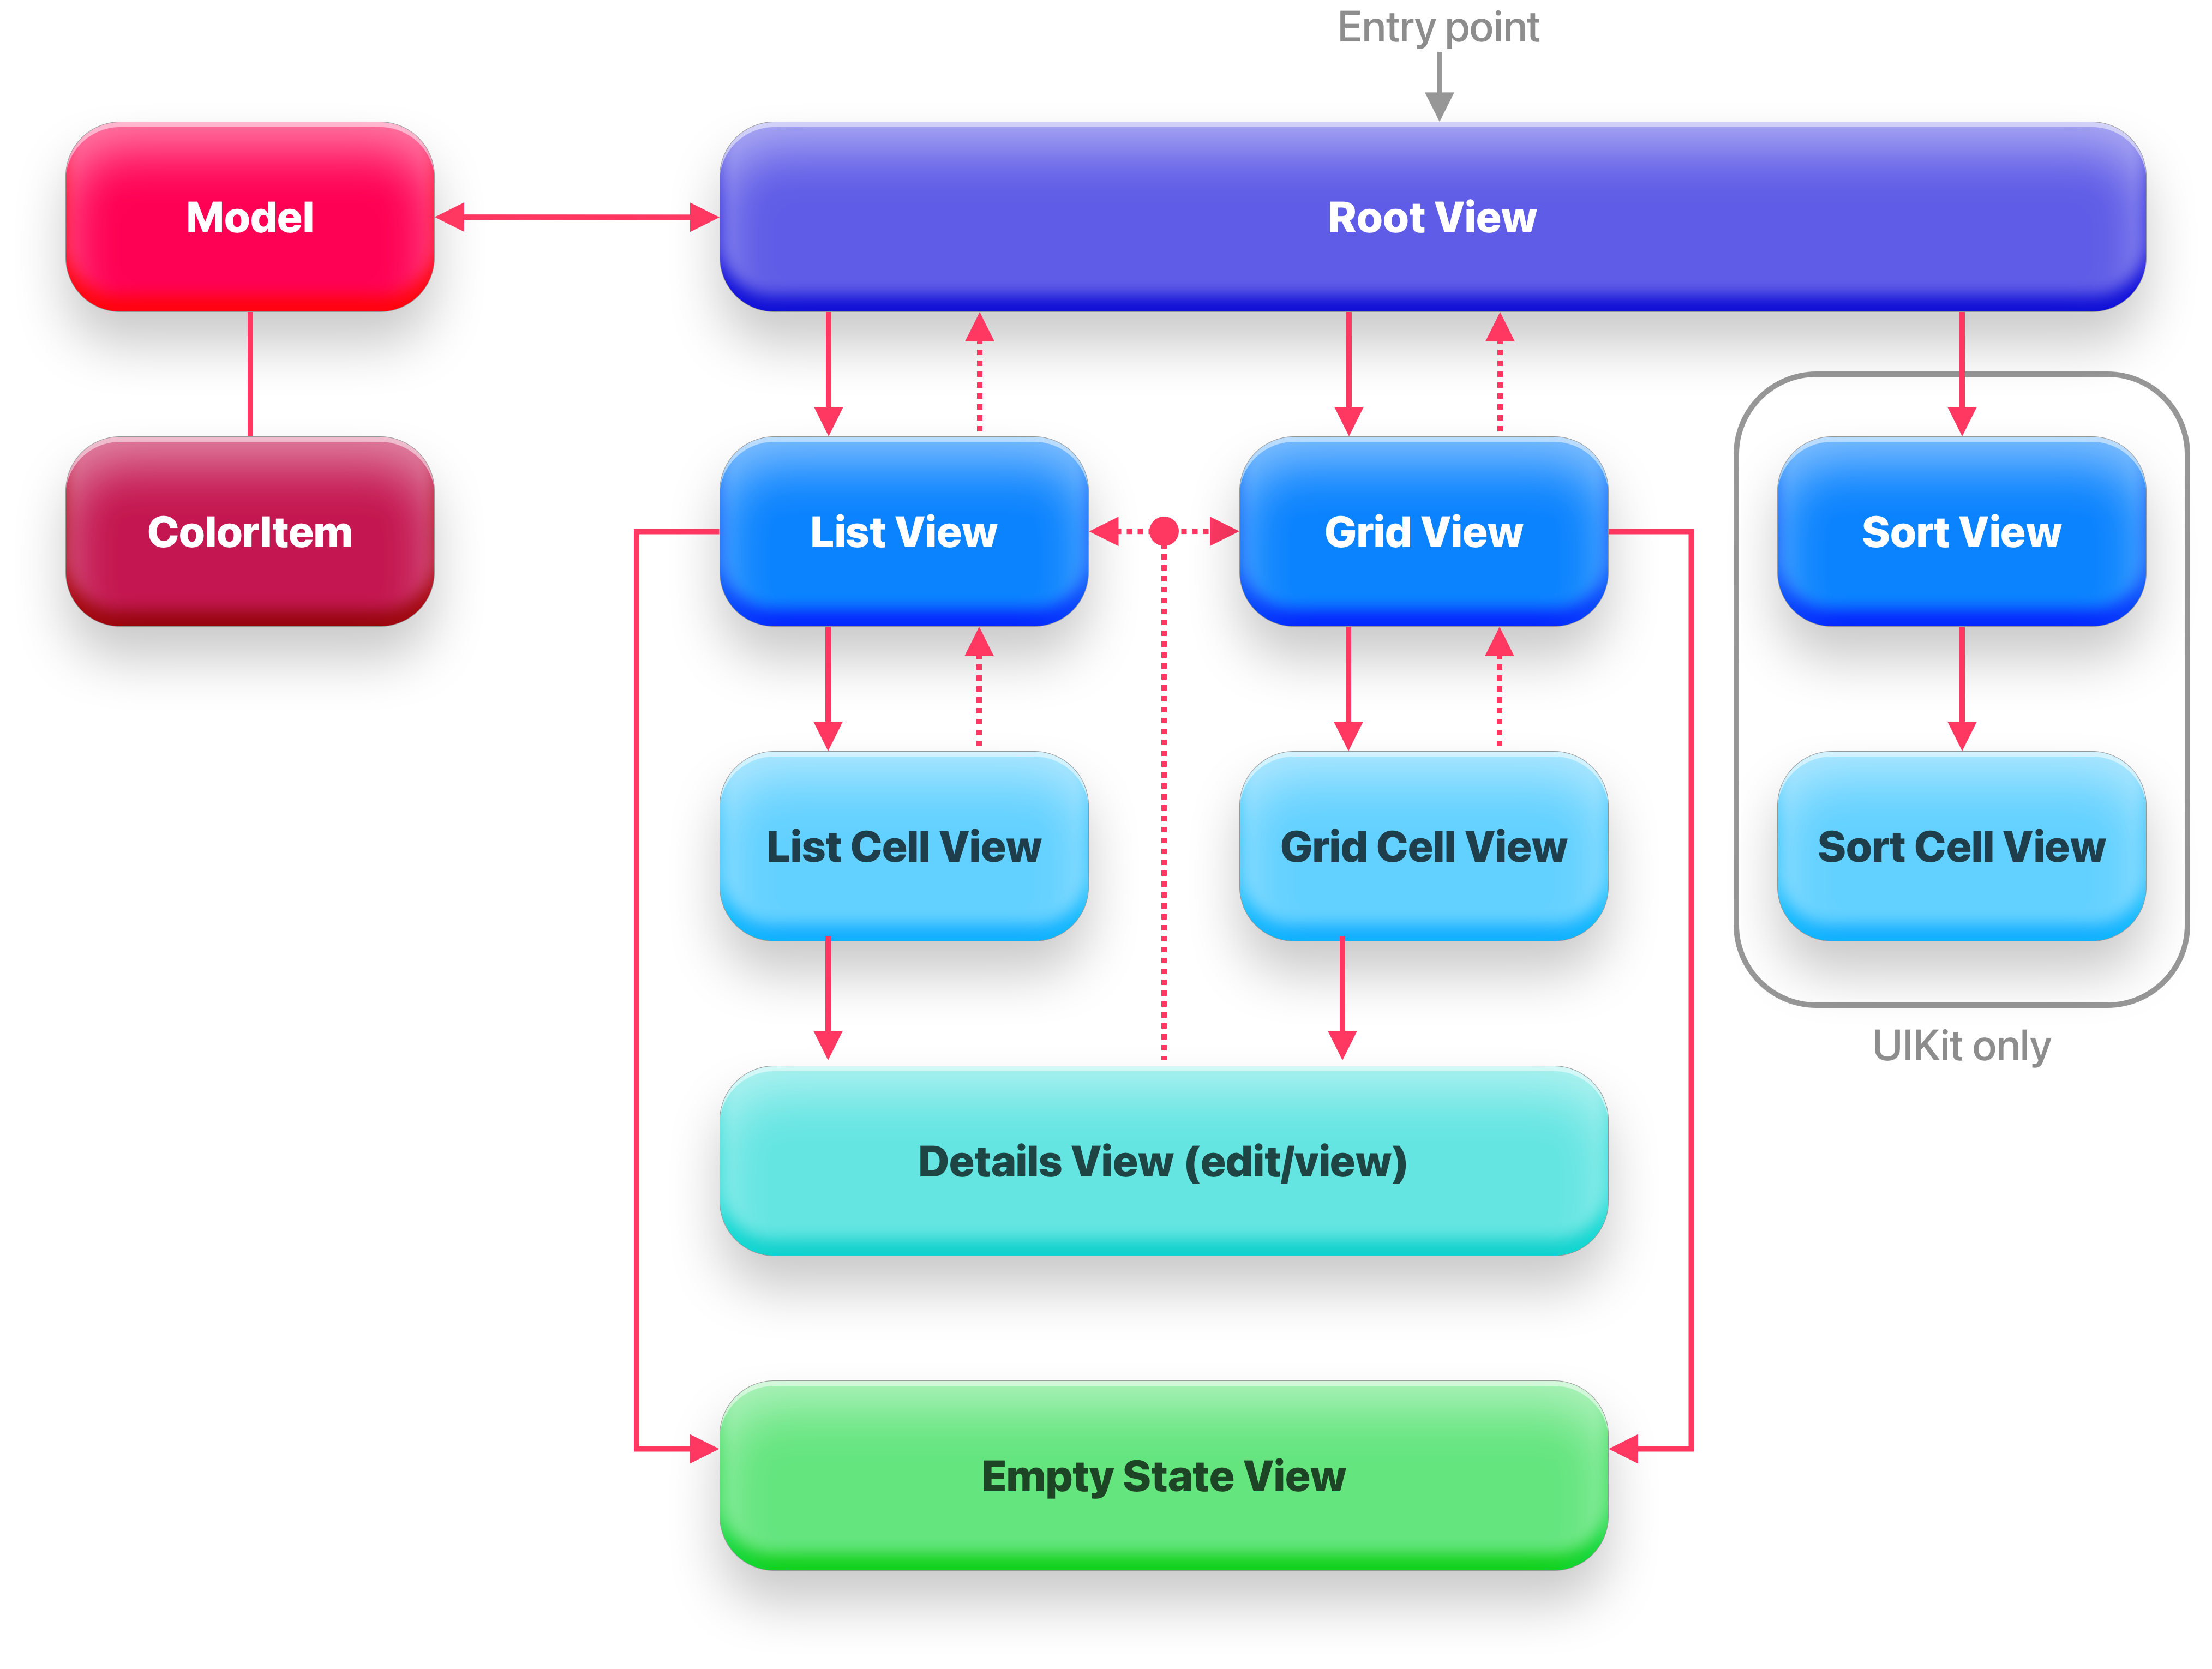 Entry point
Model
Root View
ColorItem
List View
Grid View
Sort View
List Cell View
Grid Cell View
Sort Cell View
UIKit only
Details View (edit/view)
Empty State View